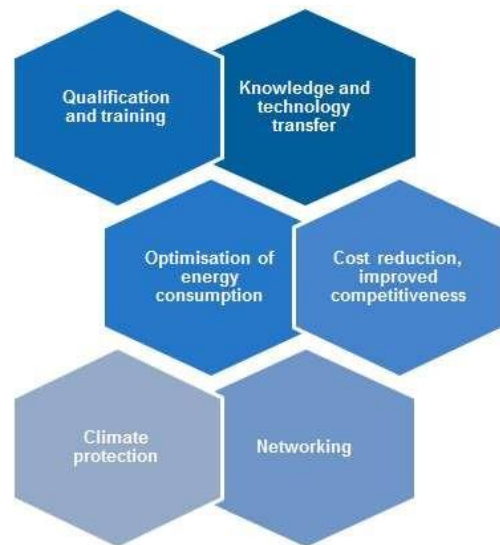 Qualification
and training
Knowledge and
technology
transfer
Optimisation of
energy
consumption
Cost reduction,
improved
competitiveness
Climate
protection
Networking